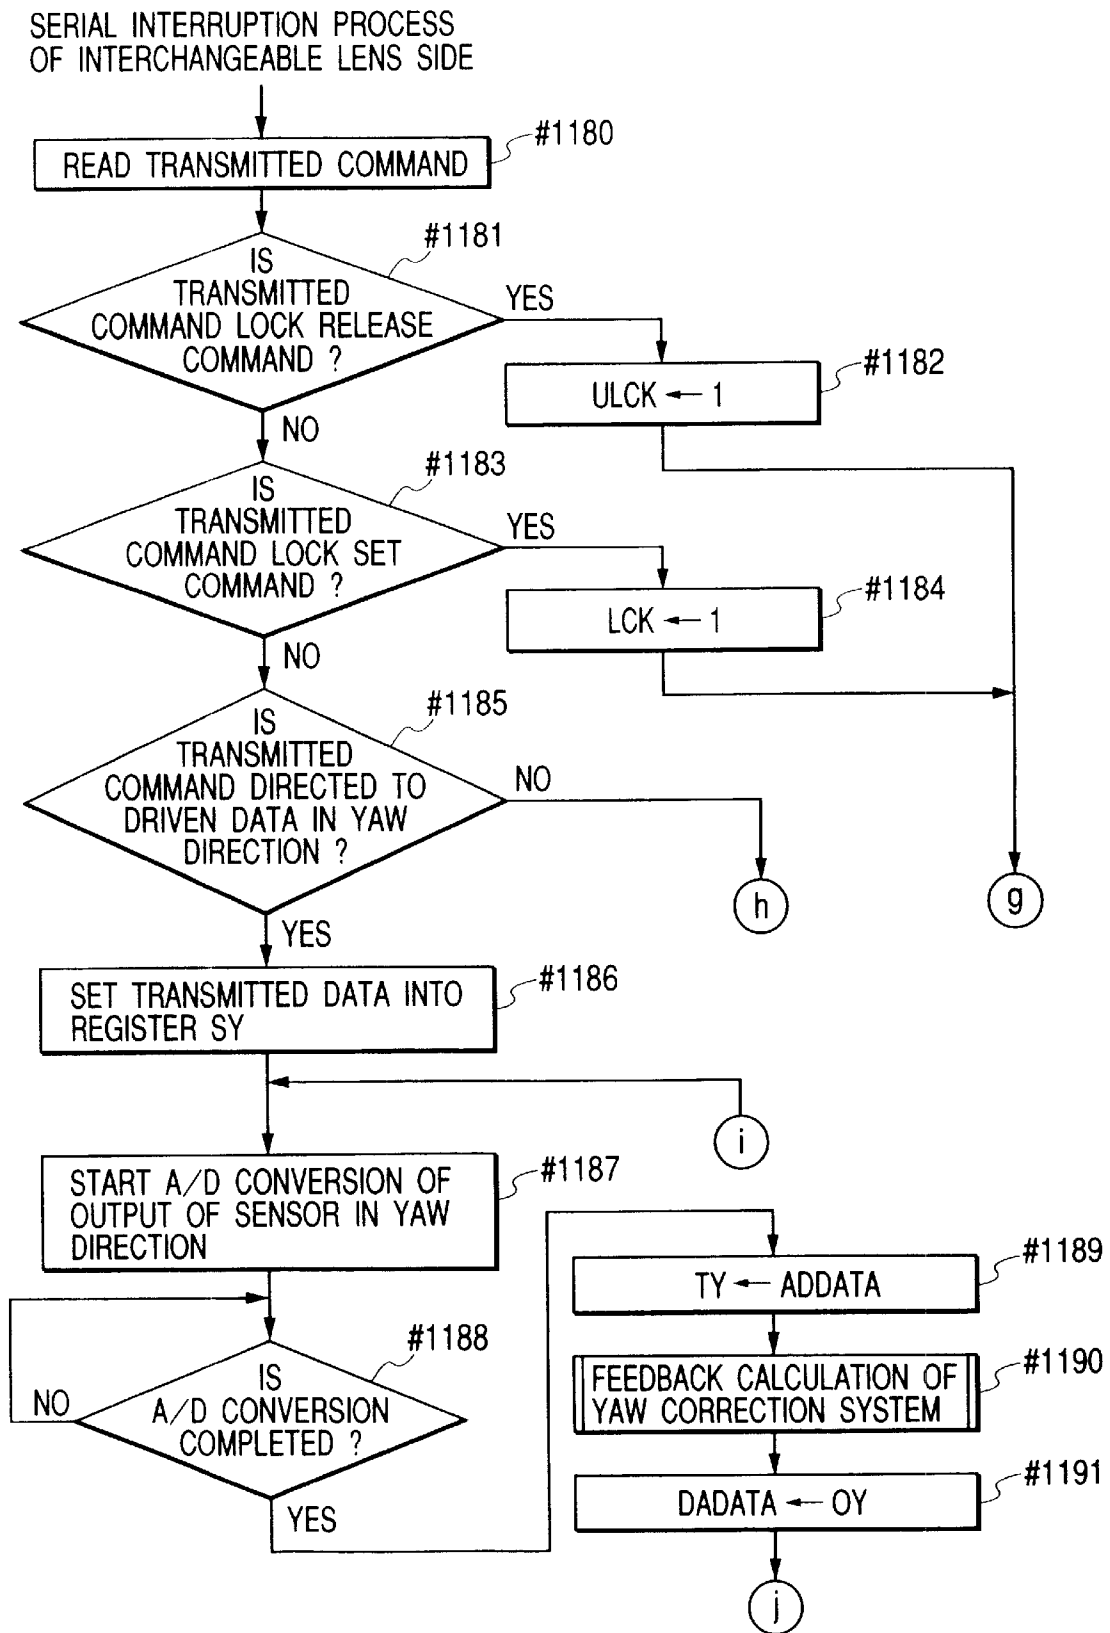 SERIAL INTERRUPTION PROCESS
OF INTERCHANGEABLE LENS SIDE
#1180
READ TRANSMITTED COMMAND
#1181
IS
TRANSMITTED
COMMAND LOCK RELEASE
COMMAND ?
YES
#1182
ULCK ← 1
NO
#1183
IS
TRANSMITTED
COMMAND LOCK SET
COMMAND ?
YES
#1184
LCK ← 1
NO
#1185
IS
TRANSMITTED
COMMAND DIRECTED TO
DRIVEN DATA IN YAW
DIRECTION ?
NO
h
g
YES
#1186
SET TRANSMITTED DATA INTO
REGISTER SY
i
#1187
START A/D CONVERSION OF
OUTPUT OF SENSOR IN YAW
DIRECTION
#1188
IS
A/D CONVERSION
COMPLETED ?
NO
YES
#1189
TY ← ADDATA
#1190
FEEDBACK CALCULATION OF
YAW CORRECTION SYSTEM
#1191
DADATA ← OY
j